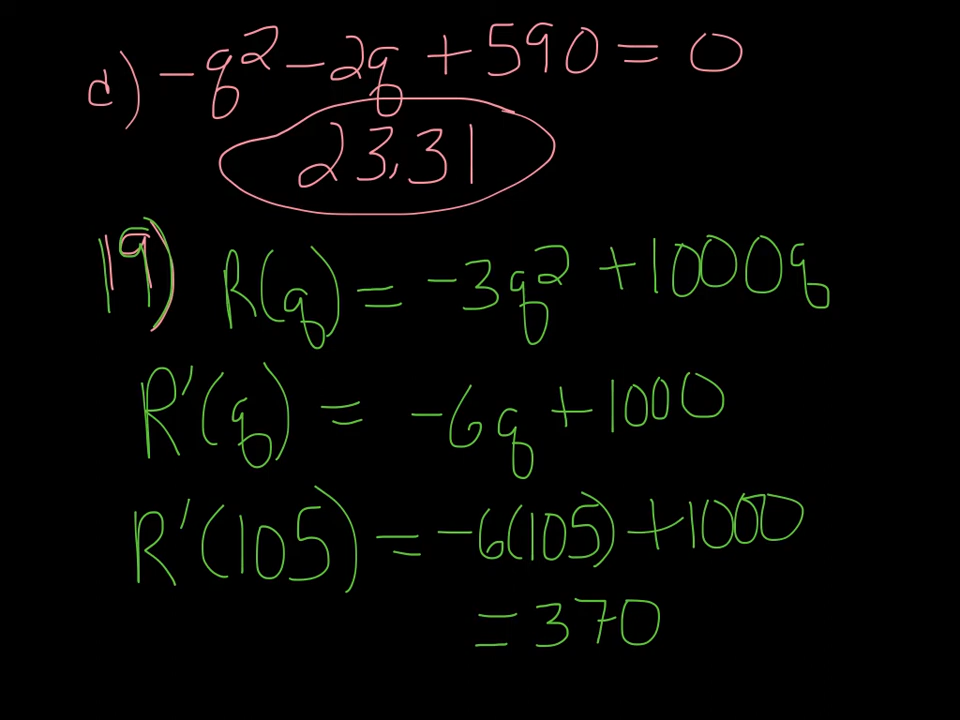 d) -q² - 2q + 590 = 0
23.31
19) R(q) = -3q² + 1000q
R'(q) = -6q + 1000
R'(105) = -6(105) + 1000
= 370